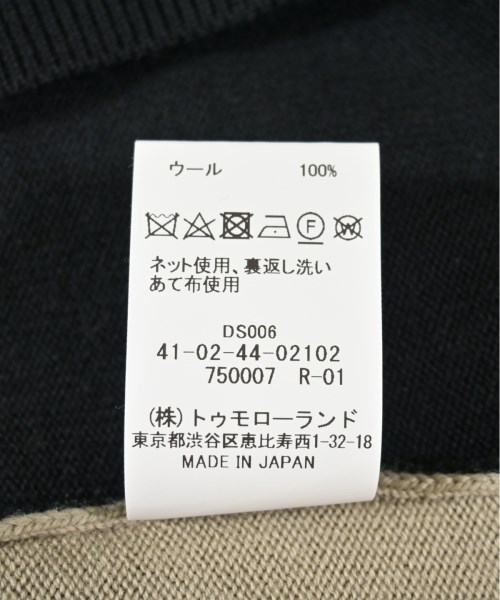 ウール 100%
F W
ネット使用、裏返し洗い
あて布使用
DS006
41-02-44-02102
750007 R-01
(株)トゥモローランド
東京都渋谷区恵比寿西1-32-18
MADE IN JAPAN